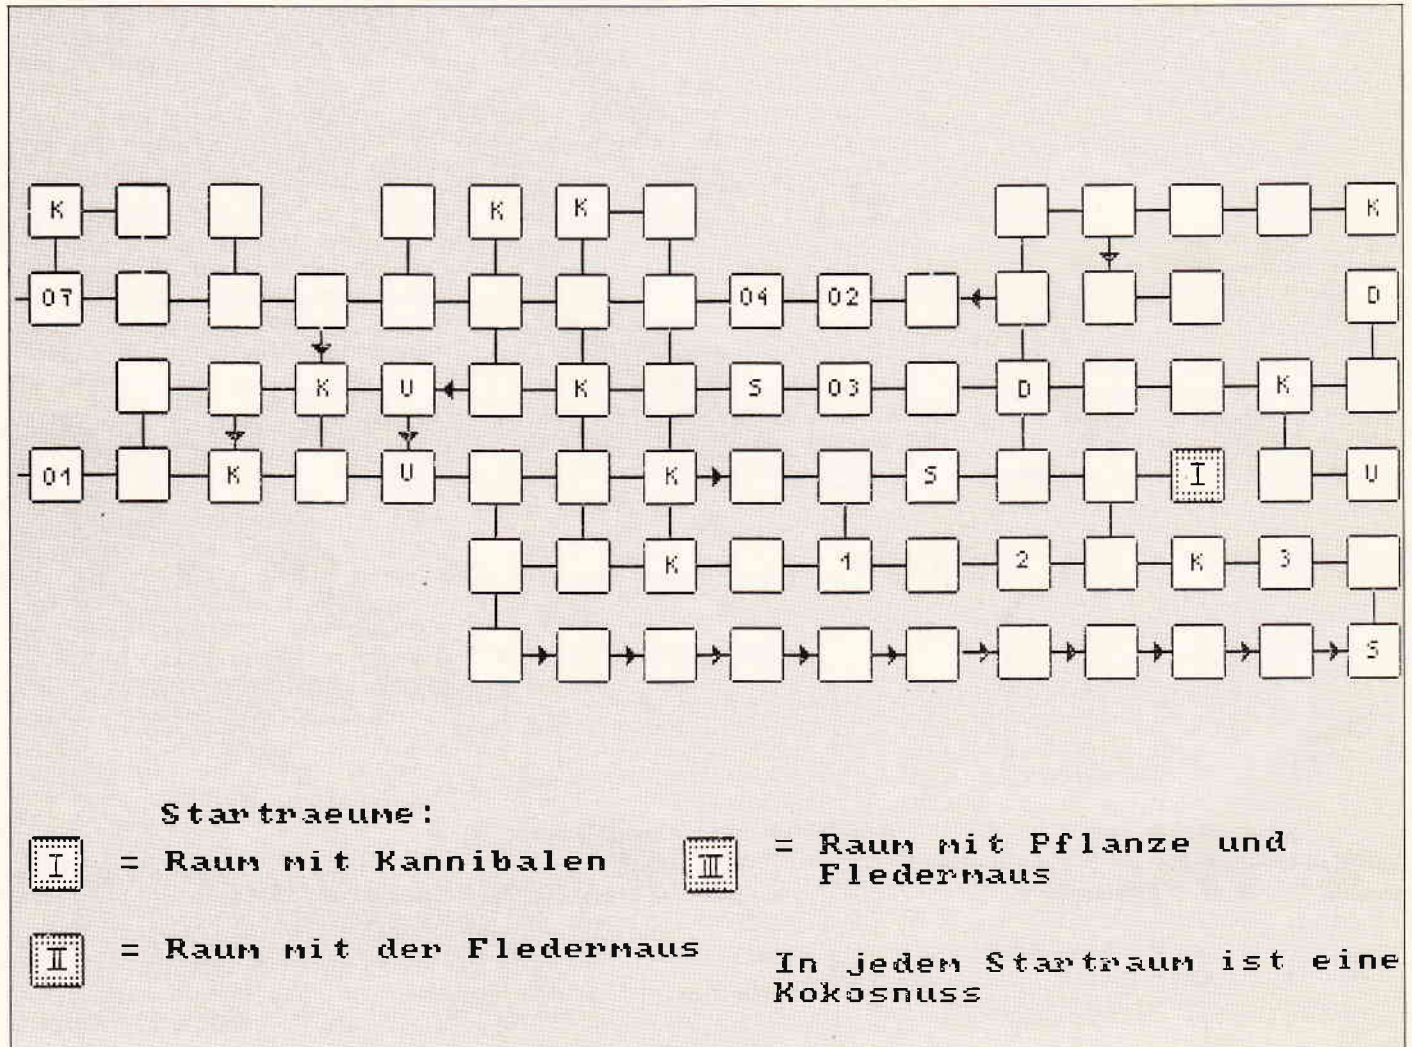 K K K K
07 04 02 D
K U K S 03 D K
01 K U K S I U
K 1 2 K 3
S
Startraeume:
I = Raum mit Kannibalen
III = Raum mit Pflanze und
Fledermaus
II = Raum mit der Fledermaus
In jedem Startraum ist eine
Kokosnuss